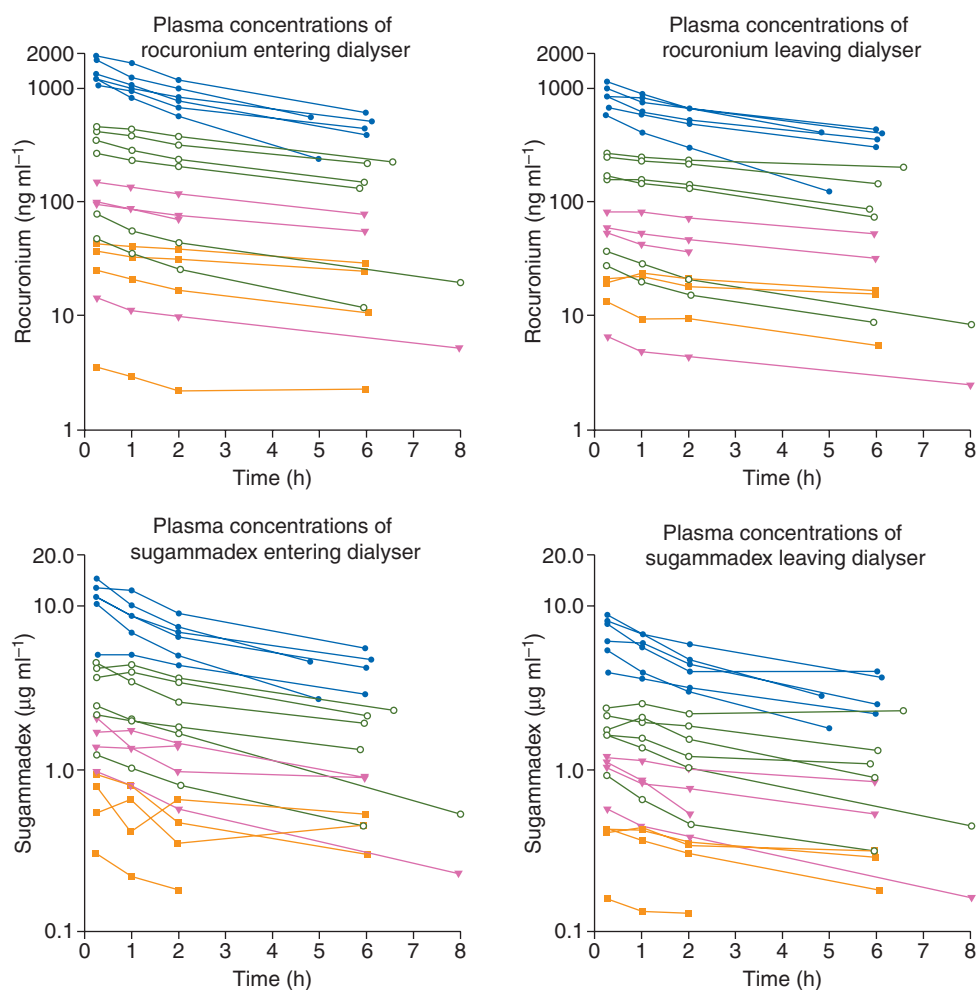 Plasma concentrations of
rocuronium entering dialyser
2000
1000
100
10
1
Rocuronium (ng ml⁻¹)
0 1 2 3 4 5 6 7 8
Time (h)
Plasma concentrations of
rocuronium leaving dialyser
2000
1000
100
10
1
Rocuronium (ng ml⁻¹)
0 1 2 3 4 5 6 7 8
Time (h)
Plasma concentrations of
sugammadex entering dialyser
20.0
10.0
1.0
0.1
Sugammadex (μg ml⁻¹)
0 1 2 3 4 5 6 7 8
Time (h)
Plasma concentrations of
sugammadex leaving dialyser
20.0
10.0
1.0
0.1
Sugammadex (μg ml⁻¹)
0 1 2 3 4 5 6 7 8
Time (h)